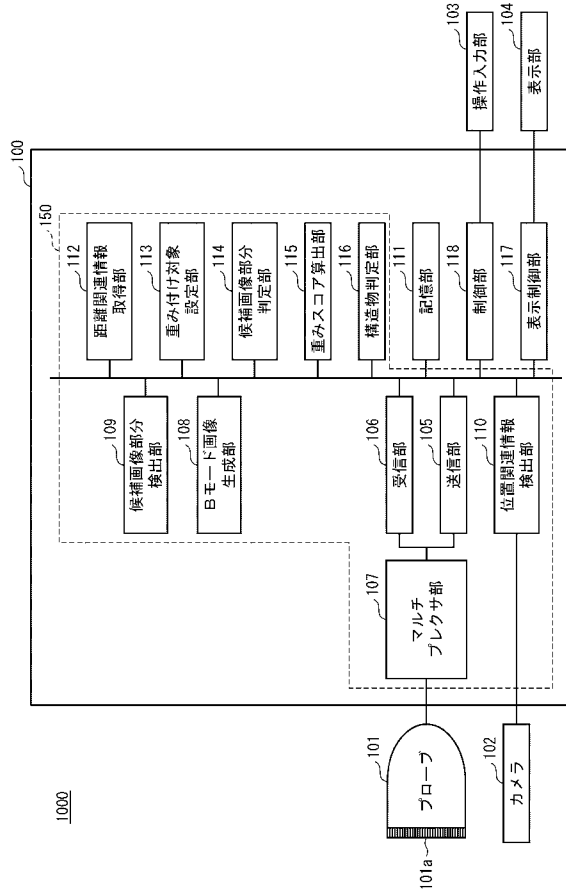 1000
100
150
101
プローブ
101a
102
カメラ
107
マルチ
プレクサ部
109
候補画像部分
検出部
108
Bモード画像
生成部
106
受信部
105
送信部
110
位置関連情報
検出部
112
距離関連情報
取得部
113
重み付け対象
設定部
114
候補画像部分
判定部
115
重みスコア算出部
116
構造物判定部
111
記憶部
118
制御部
117
表示制御部
103
操作入力部
104
表示部